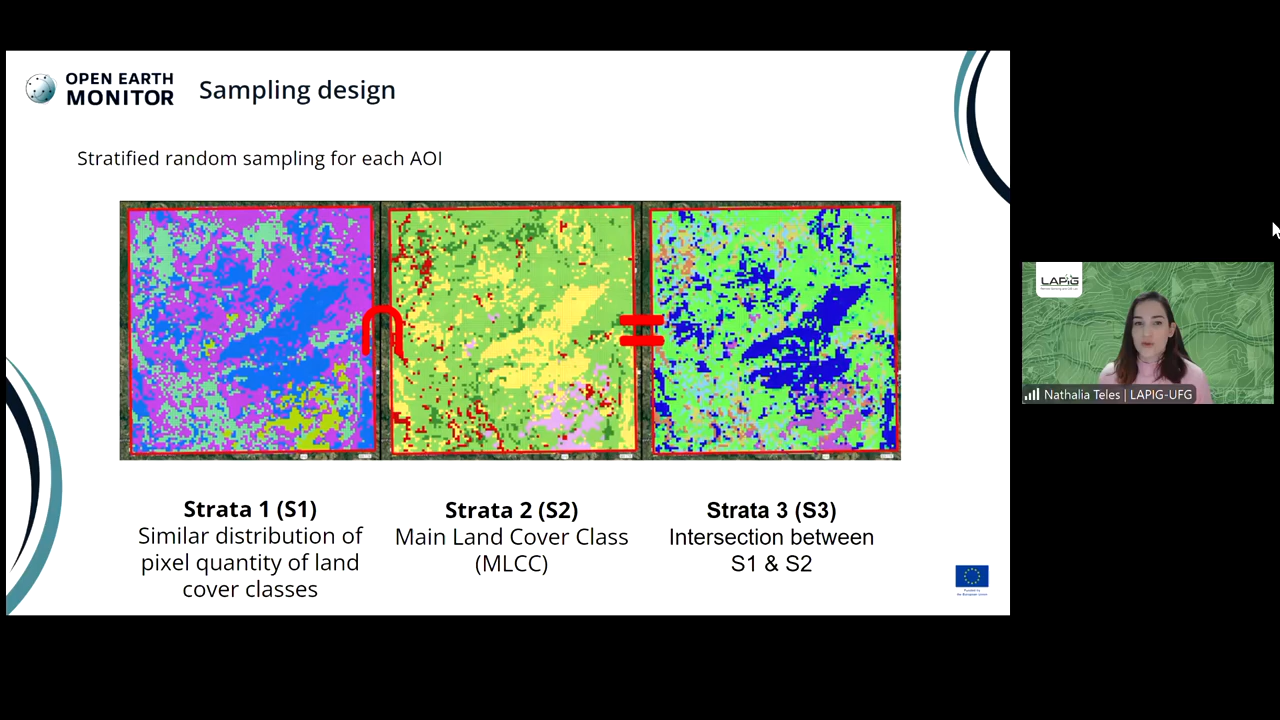 OPEN EARTH
MONITOR
Sampling design
Stratified random sampling for each AOI
Strata 1 (S1)
Similar distribution of
pixel quantity of land
cover classes
Strata 2 (S2)
Main Land Cover Class
(MLCC)
Strata 3 (S3)
Intersection between
S1 & S2
LAPIG
Nathalia Teles | LAPIG-UFG